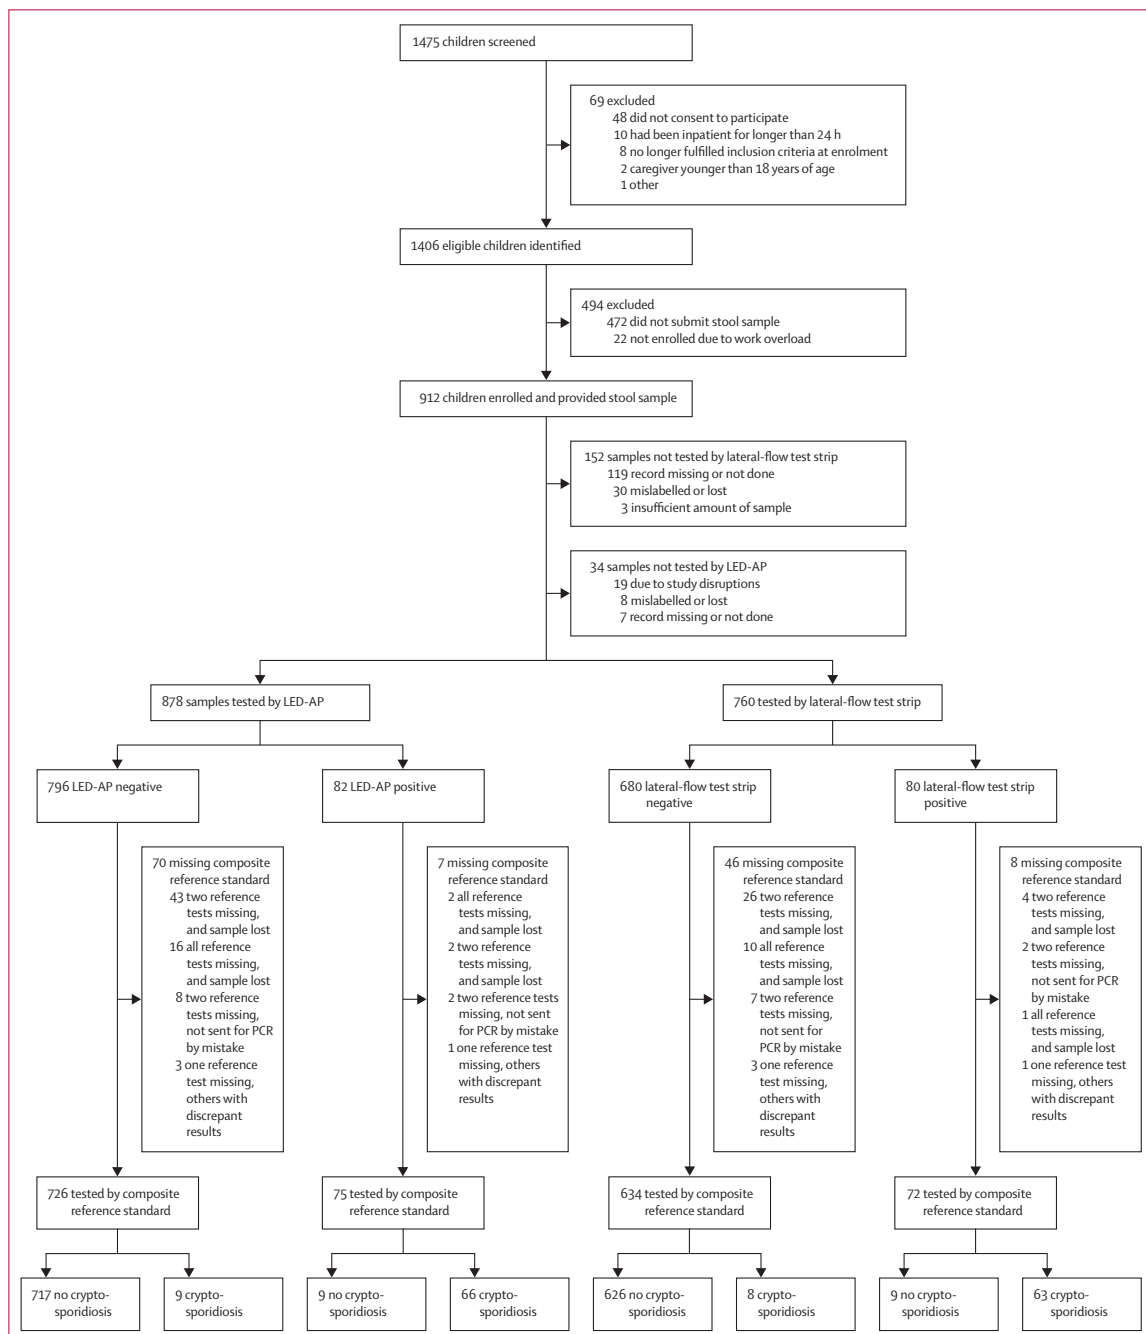 1475 children screened
69 excluded
48 did not consent to participate
10 had been inpatient for longer than 24 h
8 no longer fulfilled inclusion criteria at enrolment
2 caregiver younger than 18 years of age
1 other
1406 eligible children identified
494 excluded
472 did not submit stool sample
22 not enrolled due to work overload
912 children enrolled and provided stool sample
152 samples not tested by lateral-flow test strip
119 record missing or not done
30 mislabelled or lost
3 insufficient amount of sample
34 samples not tested by LED-AP
19 due to study disruptions
8 mislabelled or lost
7 record missing or not done
878 samples tested by LED-AP
760 tested by lateral-flow test strip
796 LED-AP negative
82 LED-AP positive
680 lateral-flow test strip
negative
80 lateral-flow test strip
positive
70 missing composite
reference standard
43 two reference
tests missing,
and sample lost
16 all reference
tests missing,
and sample lost
8 two reference
tests missing,
not sent for PCR
by mistake
3 one reference
test missing,
others with
discrepant
results
7 missing composite
reference standard
2 all reference
tests missing,
and sample lost
2 two reference
tests missing,
and sample lost
2 two reference tests
missing, not sent
for PCR by mistake
1 one reference test
missing, others
with discrepant
results
46 missing composite
reference standard
26 two reference
tests missing,
and sample lost
10 all reference
tests missing,
and sample lost
7 two reference
tests missing,
not sent for
PCR by mistake
3 one reference
test missing,
others with
discrepant
results
8 missing composite
reference standard
4 two reference
tests missing,
and sample lost
2 two reference
tests missing,
not sent for PCR
by mistake
1 all reference
tests missing,
and sample lost
1 one reference test
missing, others
with discrepant
results
726 tested by composite
reference standard
75 tested by composite
reference standard
634 tested by composite
reference standard
72 tested by composite
reference standard
717 no crypto-
sporidiosis
9 crypto-
sporidiosis
9 no crypto-
sporidiosis
66 crypto-
sporidiosis
626 no crypto-
sporidiosis
8 crypto-
sporidiosis
9 no crypto-
sporidiosis
63 crypto-
sporidiosis